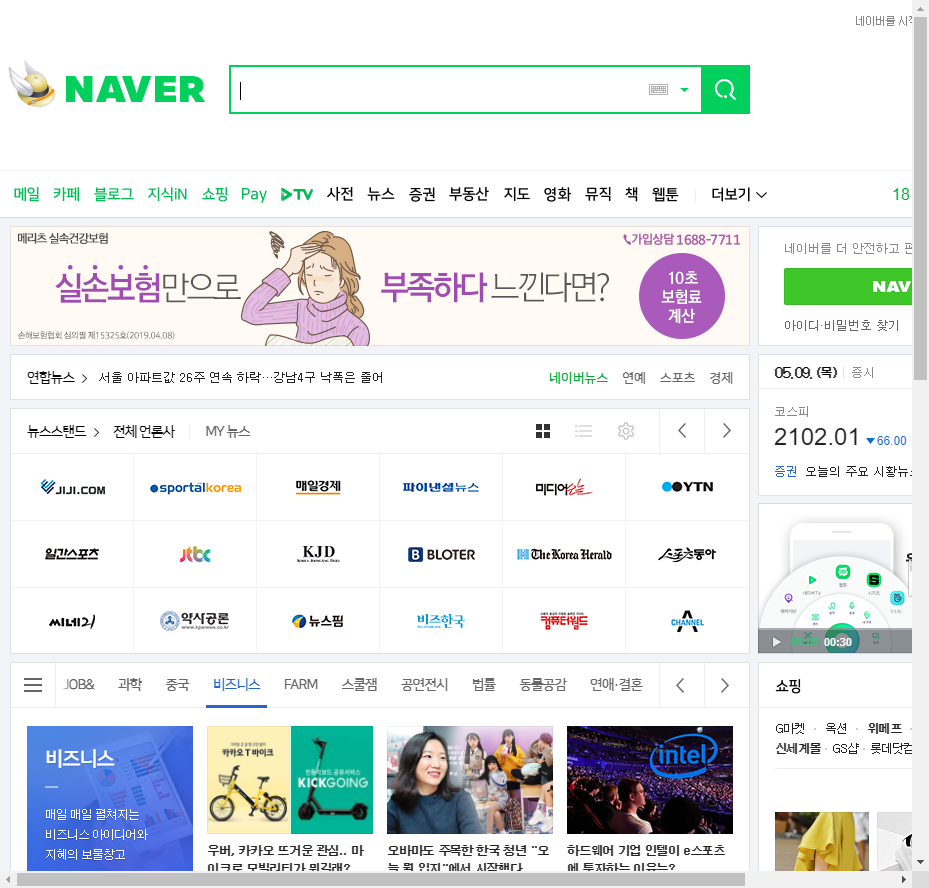 네이버를 시작
NAVER
메일 카페 블로그 지식iN 쇼핑 Pay TV 사전 뉴스 증권 부동산 지도 영화 뮤직 책 웹툰 더보기 18
메리츠 실속건강보험
가입상담 1688-7711
실손보험만으로 부족하다 느낀다면?
10초
보험료
계산
손해보험협회 심의필 제15325호(2019.04.08)
네이버를 더 안전하고 편
NAV
아이디·비밀번호 찾기
연합뉴스 > 서울 아파트값 26주 연속 하락…강남4구 낙폭은 줄어
네이버뉴스 연예 스포츠 경제
05.09. (목) 증시
코스피
2102.01 ▼66.00
증권 오늘의 주요 시황뉴스
뉴스스탠드 > 전체 언론사 MY 뉴스
JIJI.COM sportalkorea 매일경제 파이낸셜뉴스 미디어오늘 YTN
일간스포츠 jtbc KJD BLOTER The Korea Herald 스포츠동아
씨네21 약사공론 뉴스핌 비즈한국 컴퓨터월드 CHANNEL A
00:30
JOB& 과학 중국 비즈니스 FARM 스쿨잼 공연전시 법률 동물공감 연애·결혼
쇼핑
G마켓 · 옥션 · 위메프 ·
신세계몰 · GS샵 · 롯데닷컴
비즈니스
매일 매일 펼쳐지는
비즈니스 아이디어와
지혜의 보물창고
카카오 T 바이크
KICKGOING
intel
우버, 카카오 뜨거운 관심.. 마
이크로 모빌리티가 뭐길래?
오바마도 주목한 한국 청년 "오
늘 뭐 입지"에서 시작했다
하드웨어 기업 인텔이 e스포츠
에 투자하는 이유는?